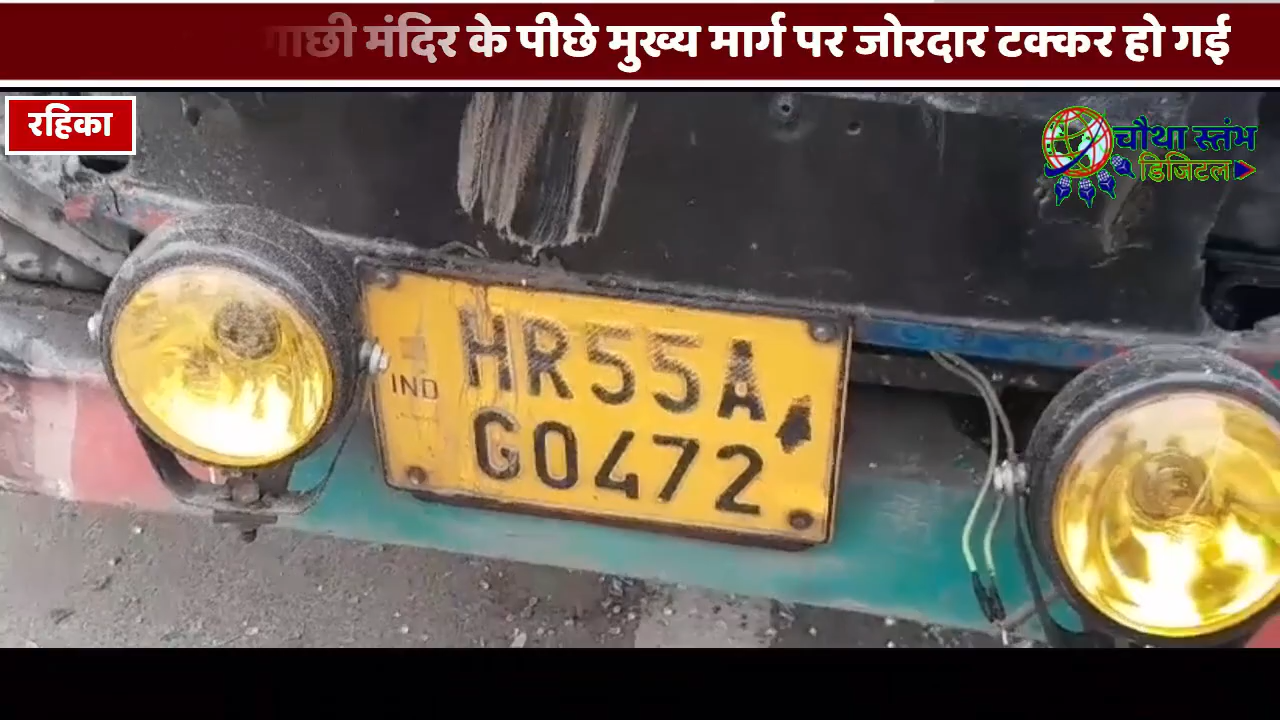 मंदिर के पीछे मुख्य मार्ग पर जोरदार टक्कर हो गई
रहिका
चौथा स्तंभ
डिजिटल
IND
HR55A
G0472